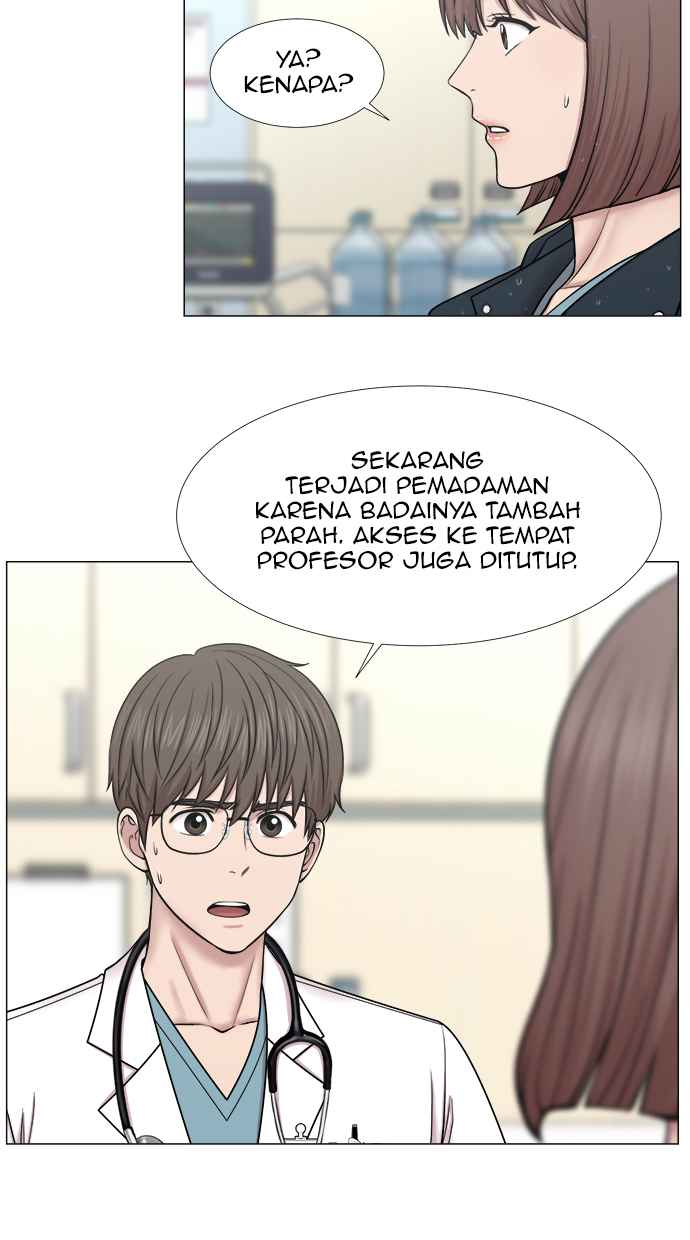 YA?
KENAPA?
SEKARANG
TERJADI PEMADAMAN
KARENA BADAINYA TAMBAH
PARAH. AKSES KE TEMPAT
PROFESOR JUGA DITUTUP.